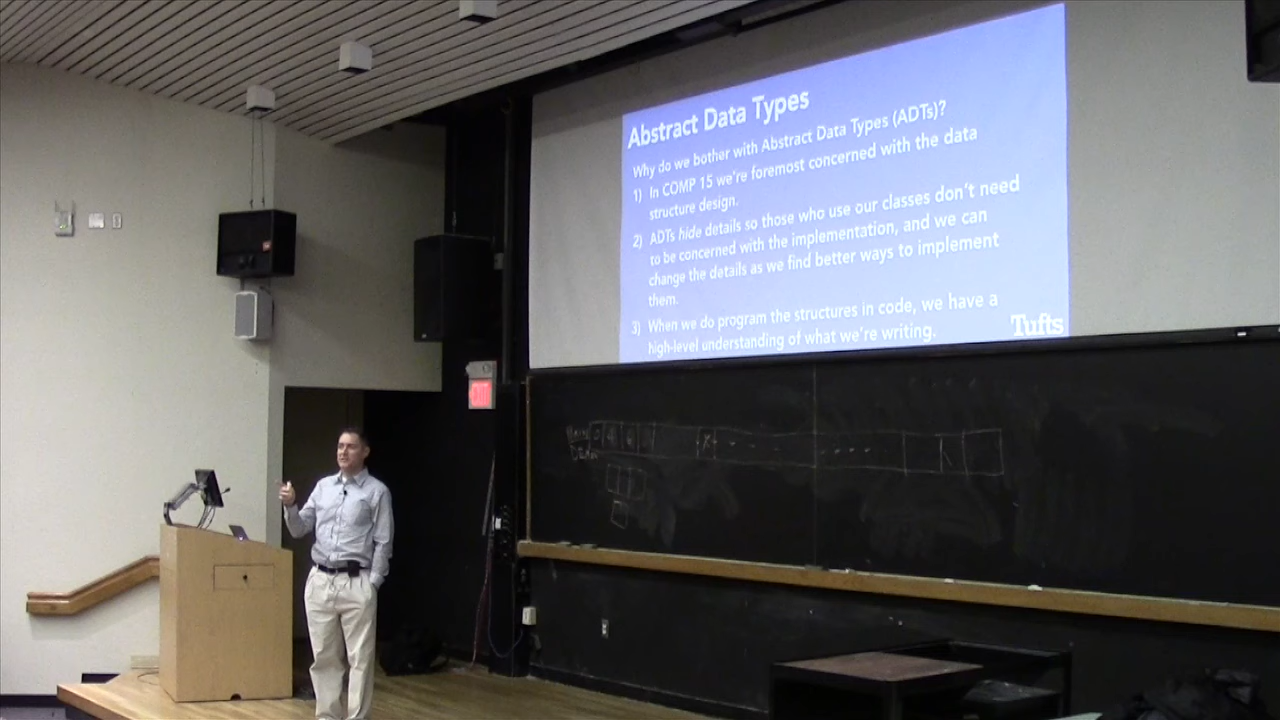 Abstract Data Types
Why do we bother with Abstract Data Types (ADTs)?
1) In COMP 15 we're foremost concerned with the data
structure design.
2) ADTs hide details so those who use our classes don't need
to be concerned with the implementation, and we can
change the details as we find better ways to implement
them.
3) When we do program the structures in code, we have a
high-level understanding of what we're writing.
Tufts